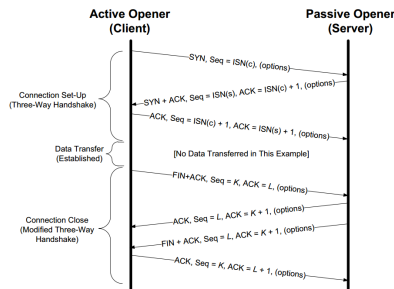 Active Opener
(Client)
Passive Opener
(Server)
SYN, Seq = ISN(c), (options)
SYN + ACK, Seq = ISN(s), ACK = ISN(c) + 1, (options)
ACK, Seq = ISN(c) + 1, ACK = ISN(s) + 1, (options)
Connection Set-Up
(Three-Way Handshake)
Data Transfer
(Established)
[No Data Transferred in This Example]
FIN+ACK, Seq = K, ACK = L, (options)
ACK, Seq = L, ACK = K + 1, (options)
FIN + ACK, Seq = L, ACK = K + 1, (options)
ACK, Seq = K, ACK = L + 1, (options)
Connection Close
(Modified Three-Way
Handshake)